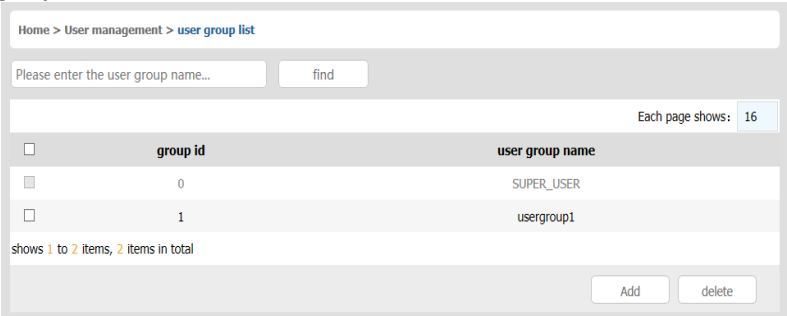 Home > User management > user group list
Please enter the user group name... find
Each page shows: 16
group id user group name
0 SUPER_USER
1 usergroup1
shows 1 to 2 items, 2 items in total
Add delete